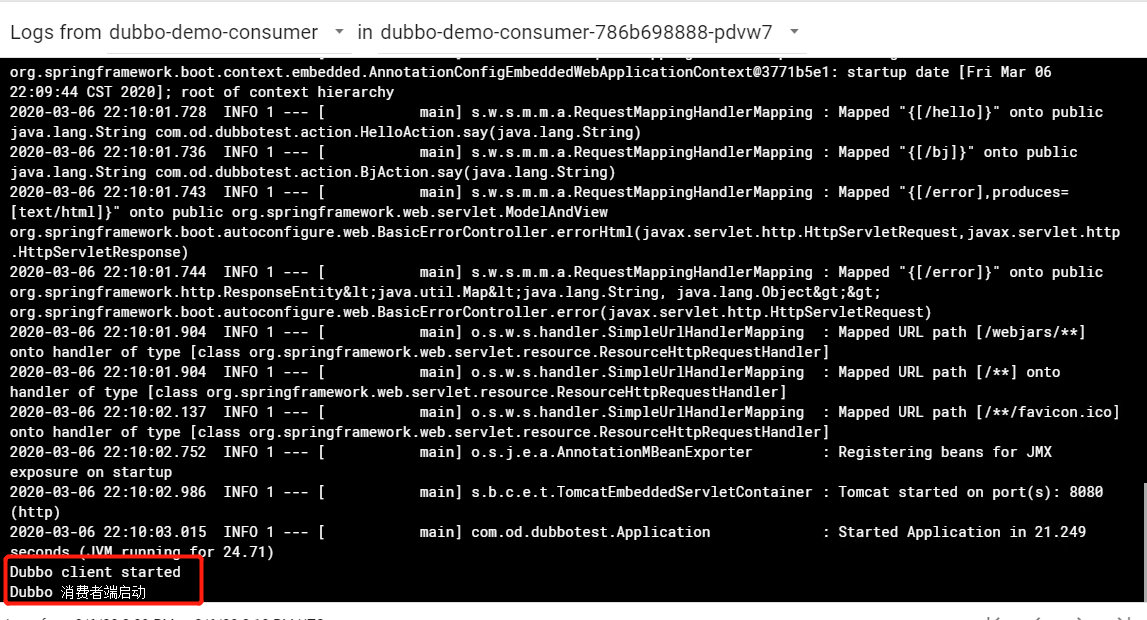 Logs from dubbo-demo-consumer in dubbo-demo-consumer-786b698888-pdvw7
org.springframework.boot.context.embedded.AnnotationConfigEmbeddedWebApplicationContext@3771b5e1: startup date [Fri Mar 06
22:09:44 CST 2020]; root of context hierarchy
2020-03-06 22:10:01.728 INFO 1 --- [ main] s.w.s.m.m.a.RequestMappingHandlerMapping : Mapped "{[/hello]}" onto public
java.lang.String com.od.dubbotest.action.HelloAction.say(java.lang.String)
2020-03-06 22:10:01.736 INFO 1 --- [ main] s.w.s.m.m.a.RequestMappingHandlerMapping : Mapped "{[/bj]}" onto public
java.lang.String com.od.dubbotest.action.BjAction.say(java.lang.String)
2020-03-06 22:10:01.743 INFO 1 --- [ main] s.w.s.m.m.a.RequestMappingHandlerMapping : Mapped "{[/error],produces=
[text/html]}" onto public org.springframework.web.servlet.ModelAndView
org.springframework.boot.autoconfigure.web.BasicErrorController.errorHtml(javax.servlet.http.HttpServletRequest,javax.servlet.http
.HttpServletResponse)
2020-03-06 22:10:01.744 INFO 1 --- [ main] s.w.s.m.m.a.RequestMappingHandlerMapping : Mapped "{[/error]}" onto public
org.springframework.http.ResponseEntity&lt;java.util.Map&lt;java.lang.String, java.lang.Object&gt;&gt;
org.springframework.boot.autoconfigure.web.BasicErrorController.error(javax.servlet.http.HttpServletRequest)
2020-03-06 22:10:01.904 INFO 1 --- [ main] o.s.w.s.handler.SimpleUrlHandlerMapping : Mapped URL path [/webjars/**]
onto handler of type [class org.springframework.web.servlet.resource.ResourceHttpRequestHandler]
2020-03-06 22:10:01.904 INFO 1 --- [ main] o.s.w.s.handler.SimpleUrlHandlerMapping : Mapped URL path [/**] onto
handler of type [class org.springframework.web.servlet.resource.ResourceHttpRequestHandler]
2020-03-06 22:10:02.137 INFO 1 --- [ main] o.s.w.s.handler.SimpleUrlHandlerMapping : Mapped URL path [/**/favicon.ico]
onto handler of type [class org.springframework.web.servlet.resource.ResourceHttpRequestHandler]
2020-03-06 22:10:02.752 INFO 1 --- [ main] o.s.j.e.a.AnnotationMBeanExporter : Registering beans for JMX
exposure on startup
2020-03-06 22:10:02.986 INFO 1 --- [ main] s.b.c.e.t.TomcatEmbeddedServletContainer : Tomcat started on port(s): 8080
(http)
2020-03-06 22:10:03.015 INFO 1 --- [ main] com.od.dubbotest.Application : Started Application in 21.249
seconds (JVM running for 24.71)
Dubbo client started
Dubbo 消费者端启动